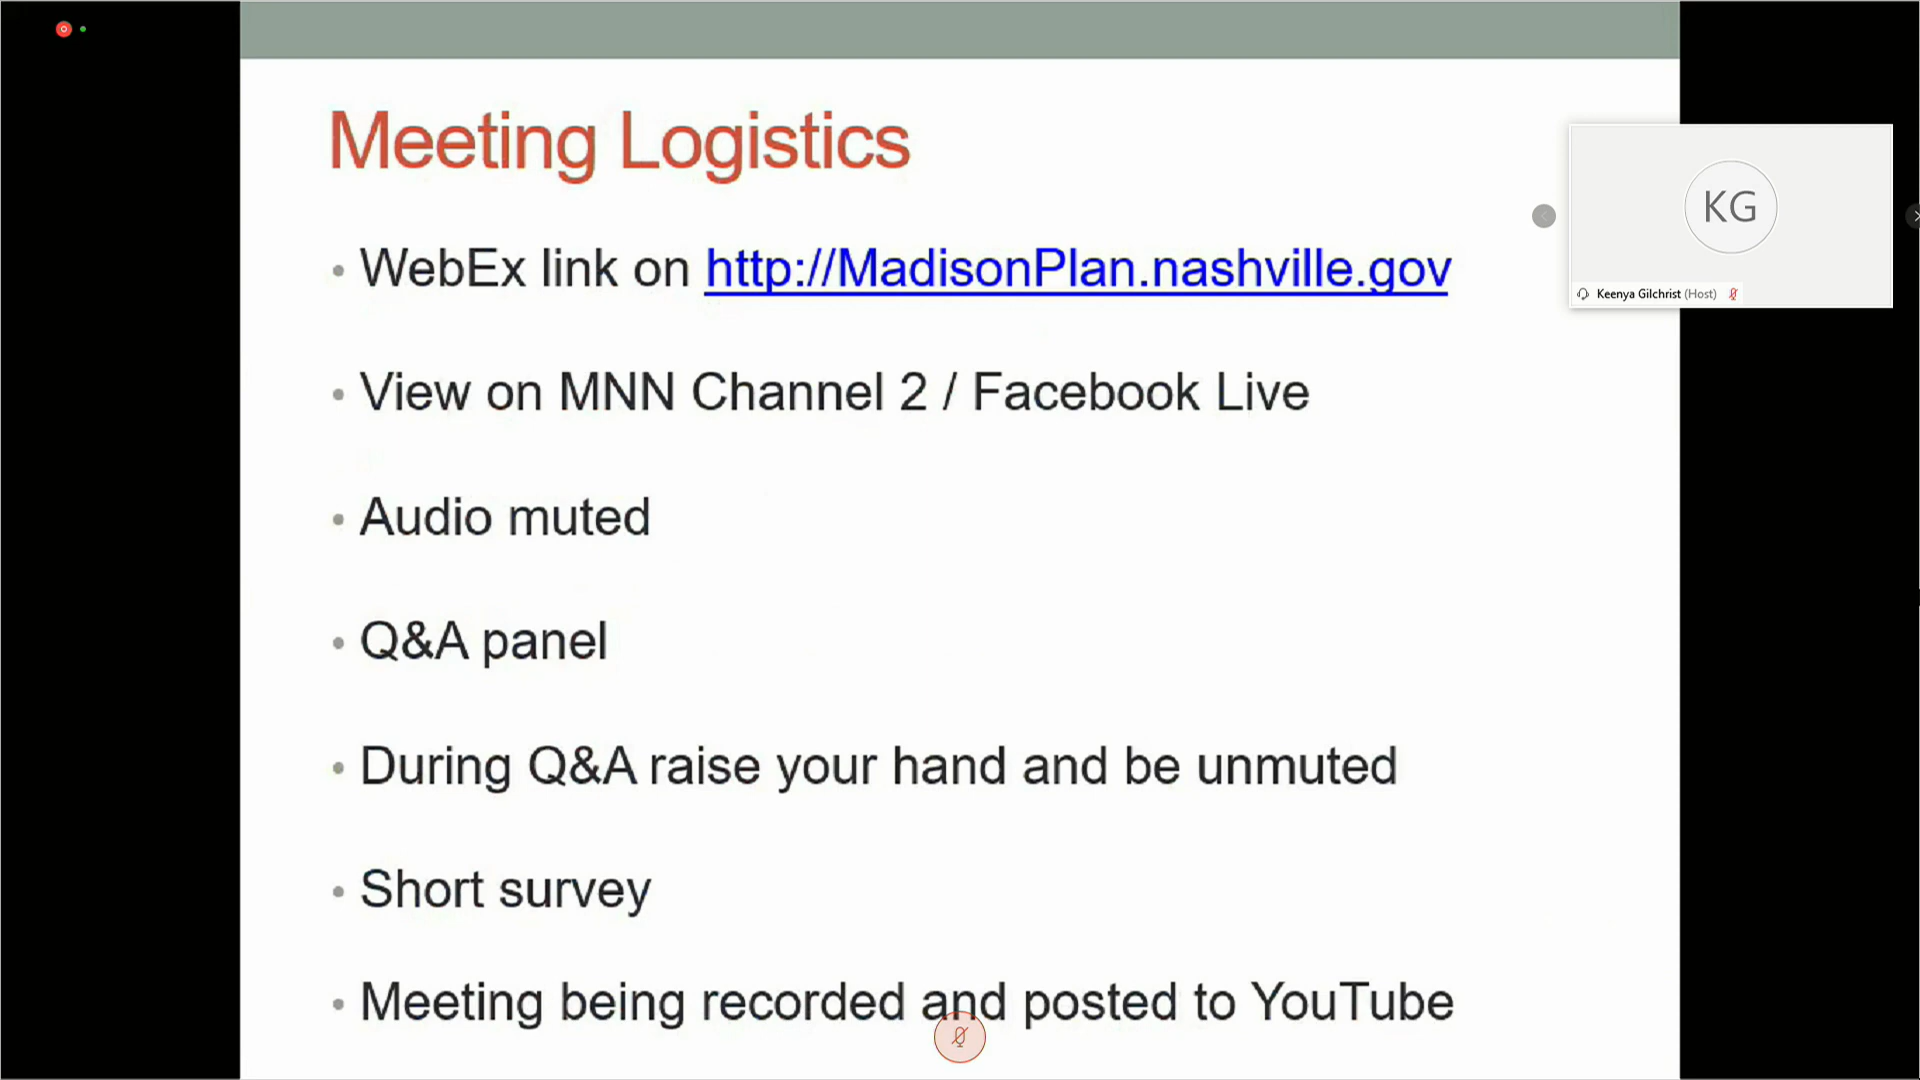 Meeting Logistics
• WebEx link on http://MadisonPlan.nashville.gov
• View on MNN Channel 2 / Facebook Live
• Audio muted
• Q&A panel
• During Q&A raise your hand and be unmuted
• Short survey
• Meeting being recorded and posted to YouTube
KG
Keenya Gilchrist (Host)